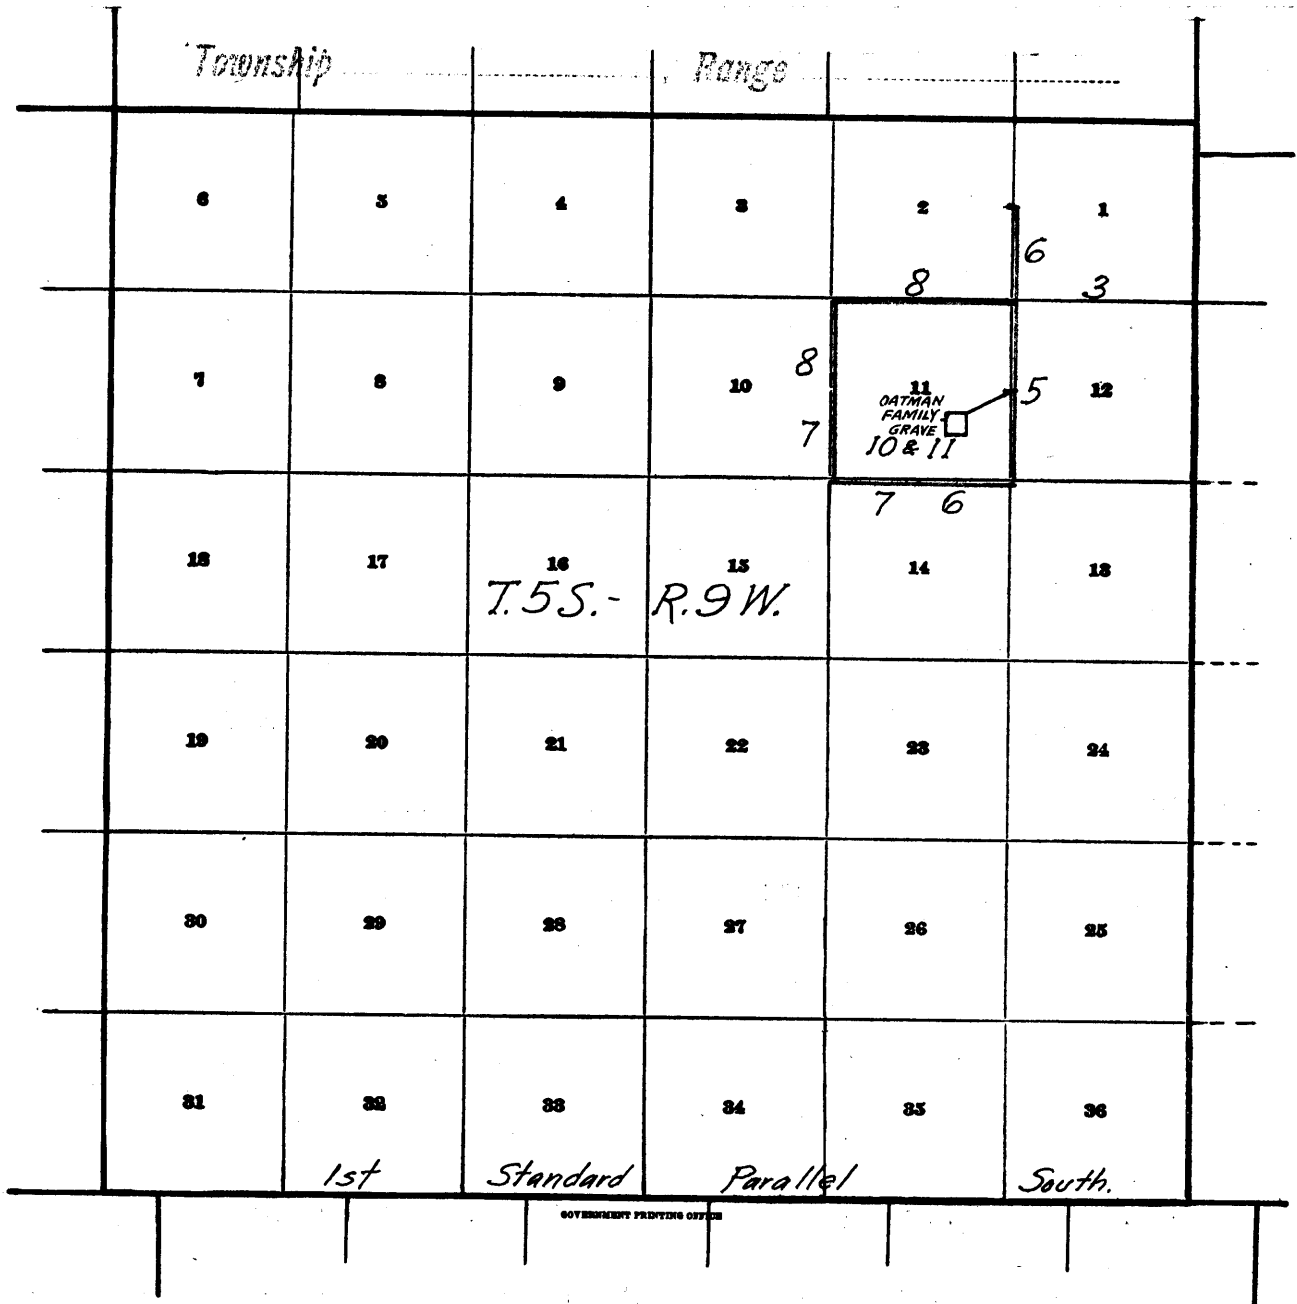 Township Range
6 5 4 3 2 1
6
8 3
8
7 8 9 10 11 5 12
OATMAN
FAMILY
GRAVE
7 10 & 11
7 6
18 17 16 15 14 13
T.5S.- R.9W.
19 20 21 22 23 24
30 29 28 27 26 25
31 32 33 34 35 36
1st Standard Parallel South.
GOVERNMENT PRINTING OFFICE